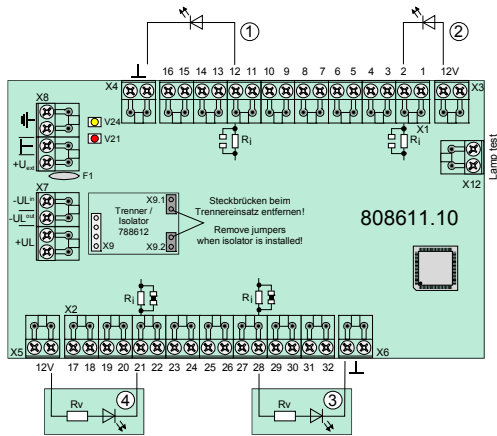 ① ②
⊥ 16 15 14 13 12 11 10 9 8 7 6 5 4 3 2 1 12V
X4 X3
X1
X8
V24
V21
Ri Ri
+Uext
F1
Lamp test
X12
X7
-ULin
-ULout
+UL
Trenner /
Isolator
788612
X9
X9.1
X9.2
Steckbrücken beim
Trennereinsatz entfernen!
Remove jumpers
when isolator is installed!
808611.10
Ri Ri
X2
X5 X6
12V 17 18 19 20 21 22 23 24 25 26 27 28 29 30 31 32 ⊥
Rv ④
Rv ③